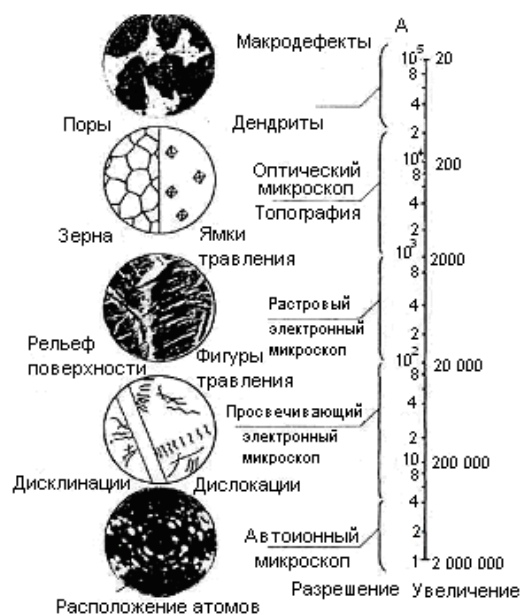 Макродефекты
Поры
Дендриты
Оптический
микроскоп
Топография
Зерна
Ямки
травления
Растровый
электронный
микроскоп
Рельеф
поверхности
Фигуры
травления
Просвечивающий
электронный
микроскоп
Дисклинации
Дислокации
Автоионный
микроскоп
Расположение атомов
А
10⁵ 20
8
4
2
10⁴ 200
8
4
2
10³ 2000
8
4
2
10² 20 000
8
4
2
10 200 000
8
4
2
1 2 000 000
Разрешение Увеличение